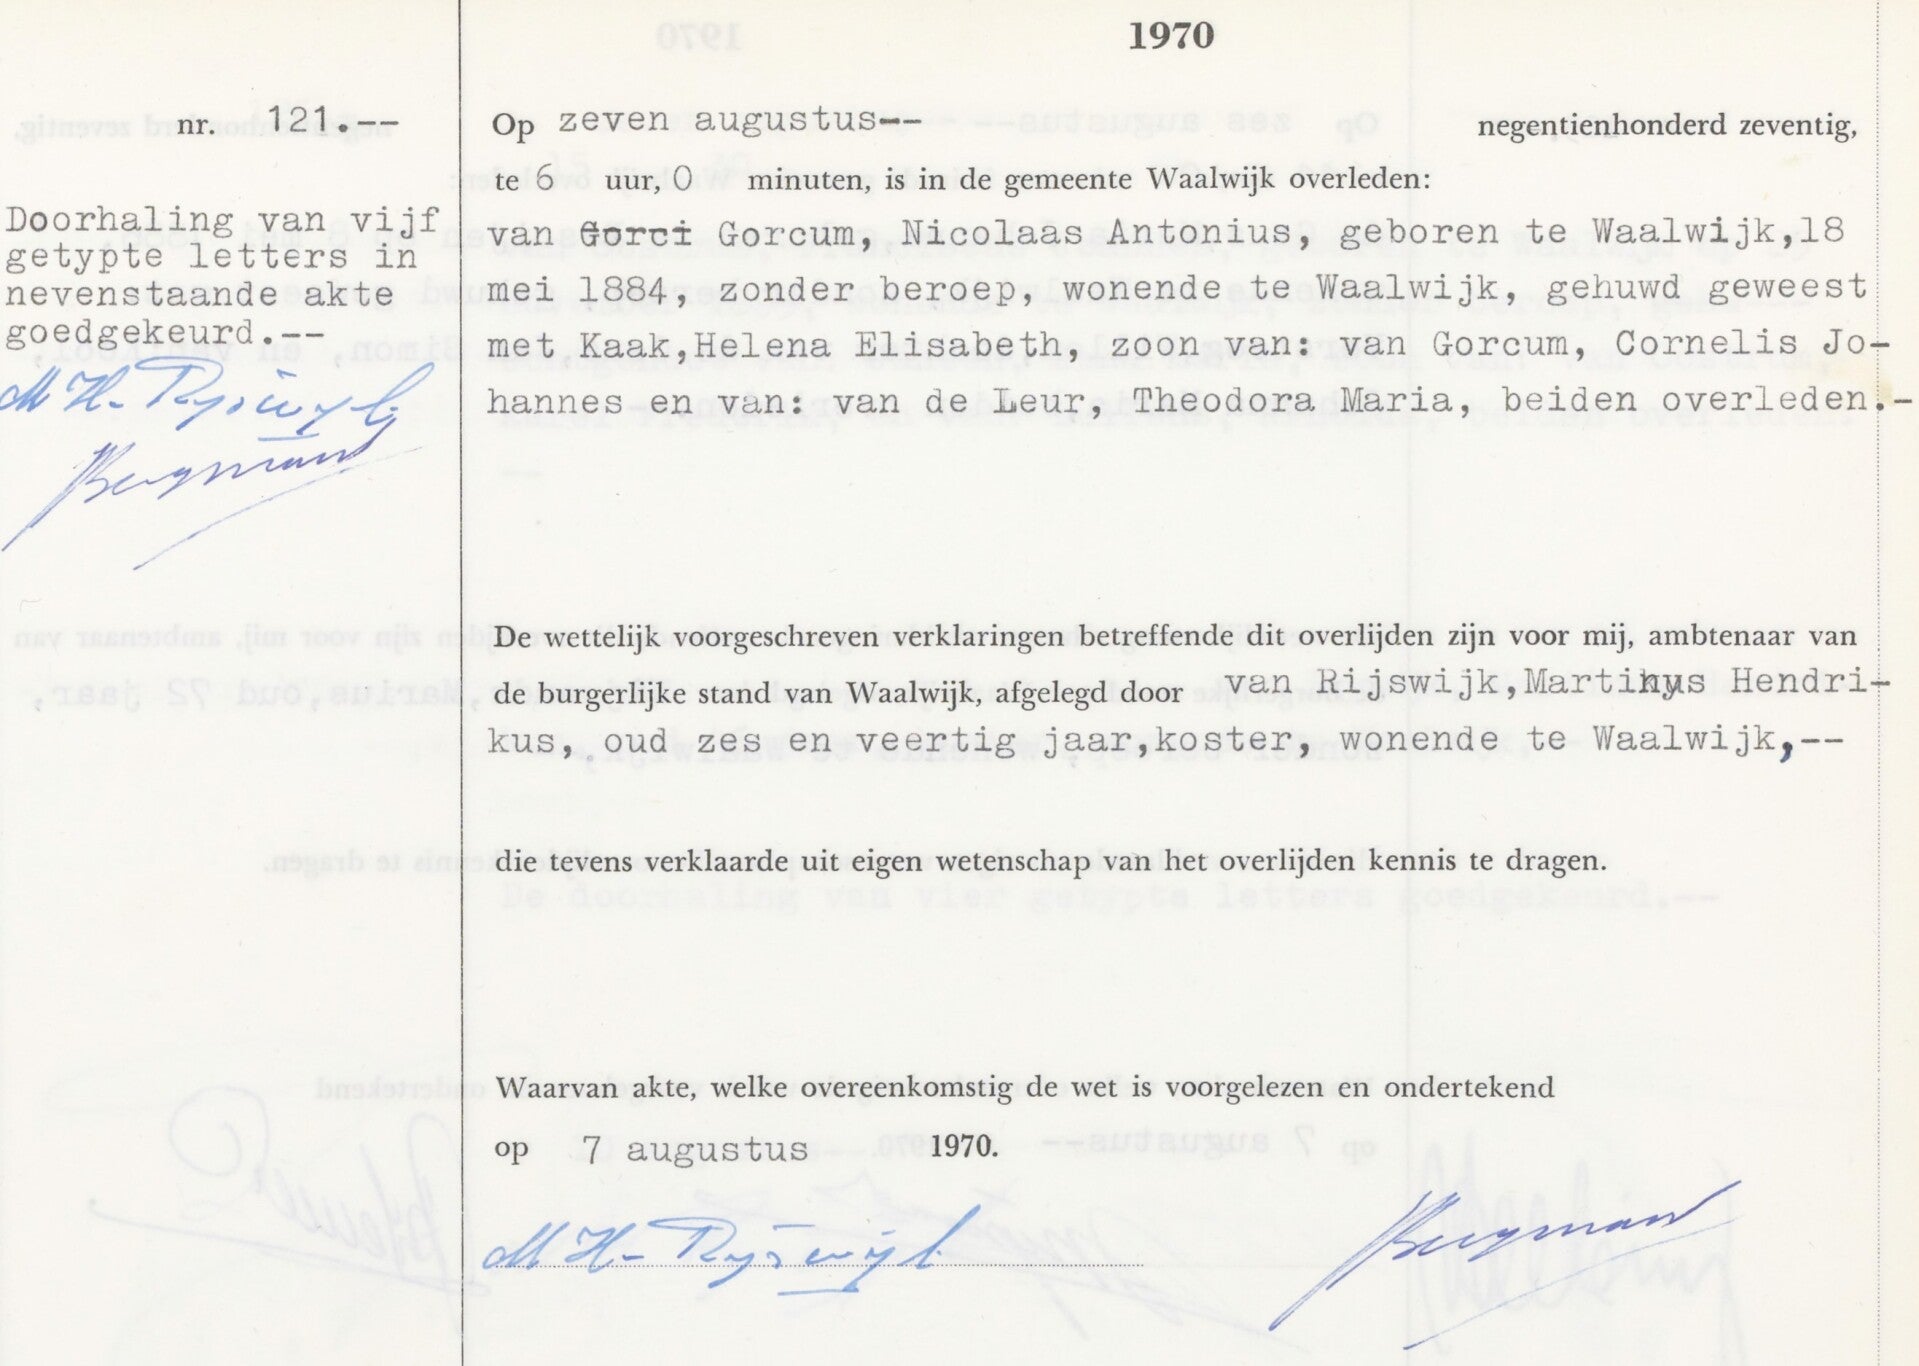 1970
nr. 121.--
Op zeven augustus-- negentienhonderd zeventig,
te 6 uur, 0 minuten, is in de gemeente Waalwijk overleden:
van Gorci Gorcum, Nicolaas Antonius, geboren te Waalwijk,18
mei 1884, zonder beroep, wonende te Waalwijk, gehuwd geweest
met Kaak,Helena Elisabeth, zoon van: van Gorcum, Cornelis Jo-
hannes en van: van de Leur, Theodora Maria, beiden overleden.-
Doorhaling van vijf
getypte letters in
nevenstaande akte
goedgekeurd.--
M H- Rijswijk
Bergman
De wettelijk voorgeschreven verklaringen betreffende dit overlijden zijn voor mij, ambtenaar van
de burgerlijke stand van Waalwijk, afgelegd door van Rijswijk,Martinus Hendri-
kus, oud zes en veertig jaar,koster, wonende te Waalwijk,--
die tevens verklaarde uit eigen wetenschap van het overlijden kennis te dragen.
Waarvan akte, welke overeenkomstig de wet is voorgelezen en ondertekend
op 7 augustus 1970.
M H- Rijswijk
Bergman